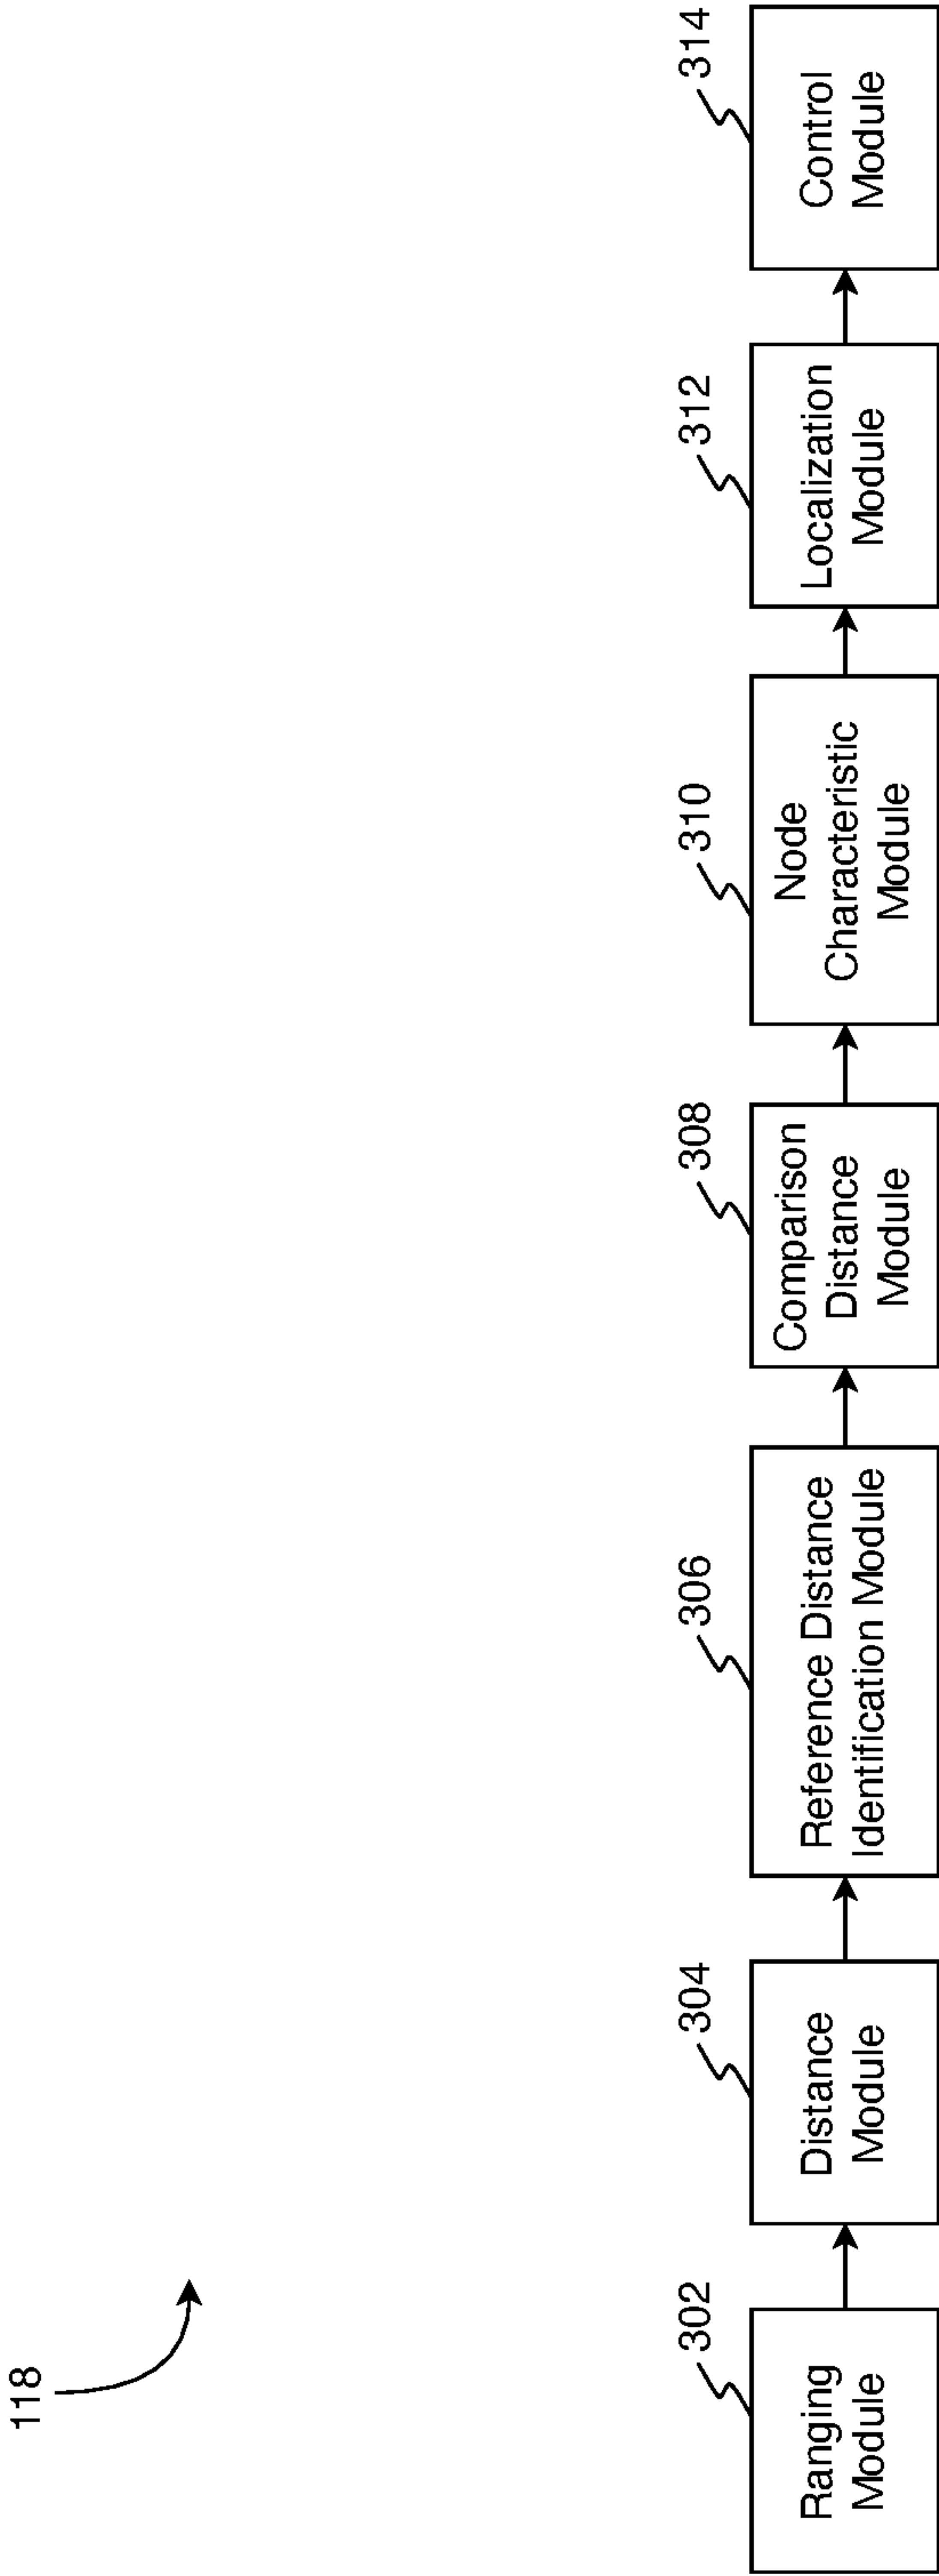 118
302
Ranging
Module
304
Distance
Module
306
Reference Distance
Identification Module
308
Comparison
Distance
Module
310
Node
Characteristic
Module
312
Localization
Module
314
Control
Module